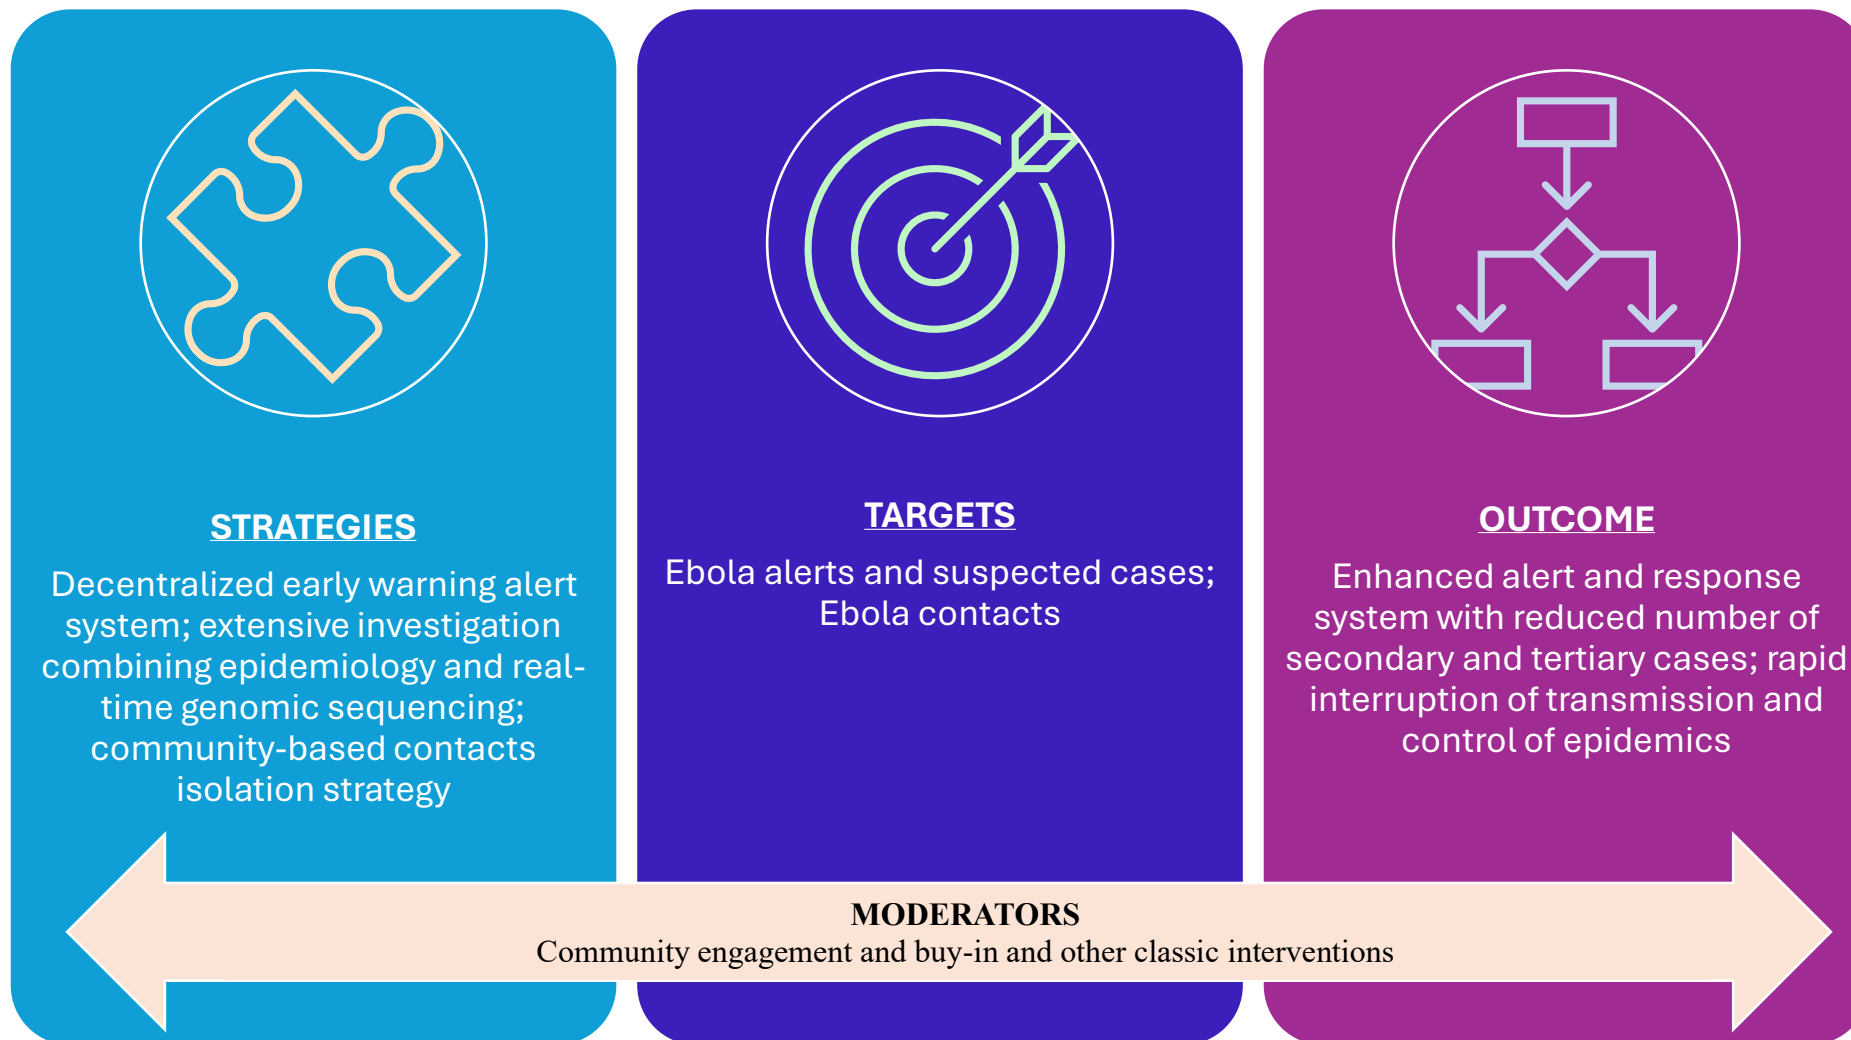 STRATEGIES
Decentralized early warning alert
system; extensive investigation
combining epidemiology and real-
time genomic sequencing;
community-based contacts
isolation strategy
TARGETS
Ebola alerts and suspected cases;
Ebola contacts
OUTCOME
Enhanced alert and response
system with reduced number of
secondary and tertiary cases; rapid
interruption of transmission and
control of epidemics
MODERATORS
Community engagement and buy-in and other classic interventions